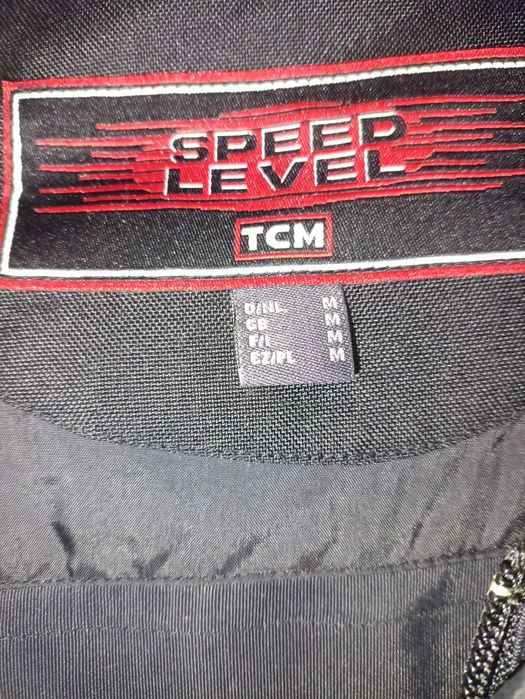 SPEED
LEVEL
TCM
D/NL M
GB M
F/I M
CZ/PL M